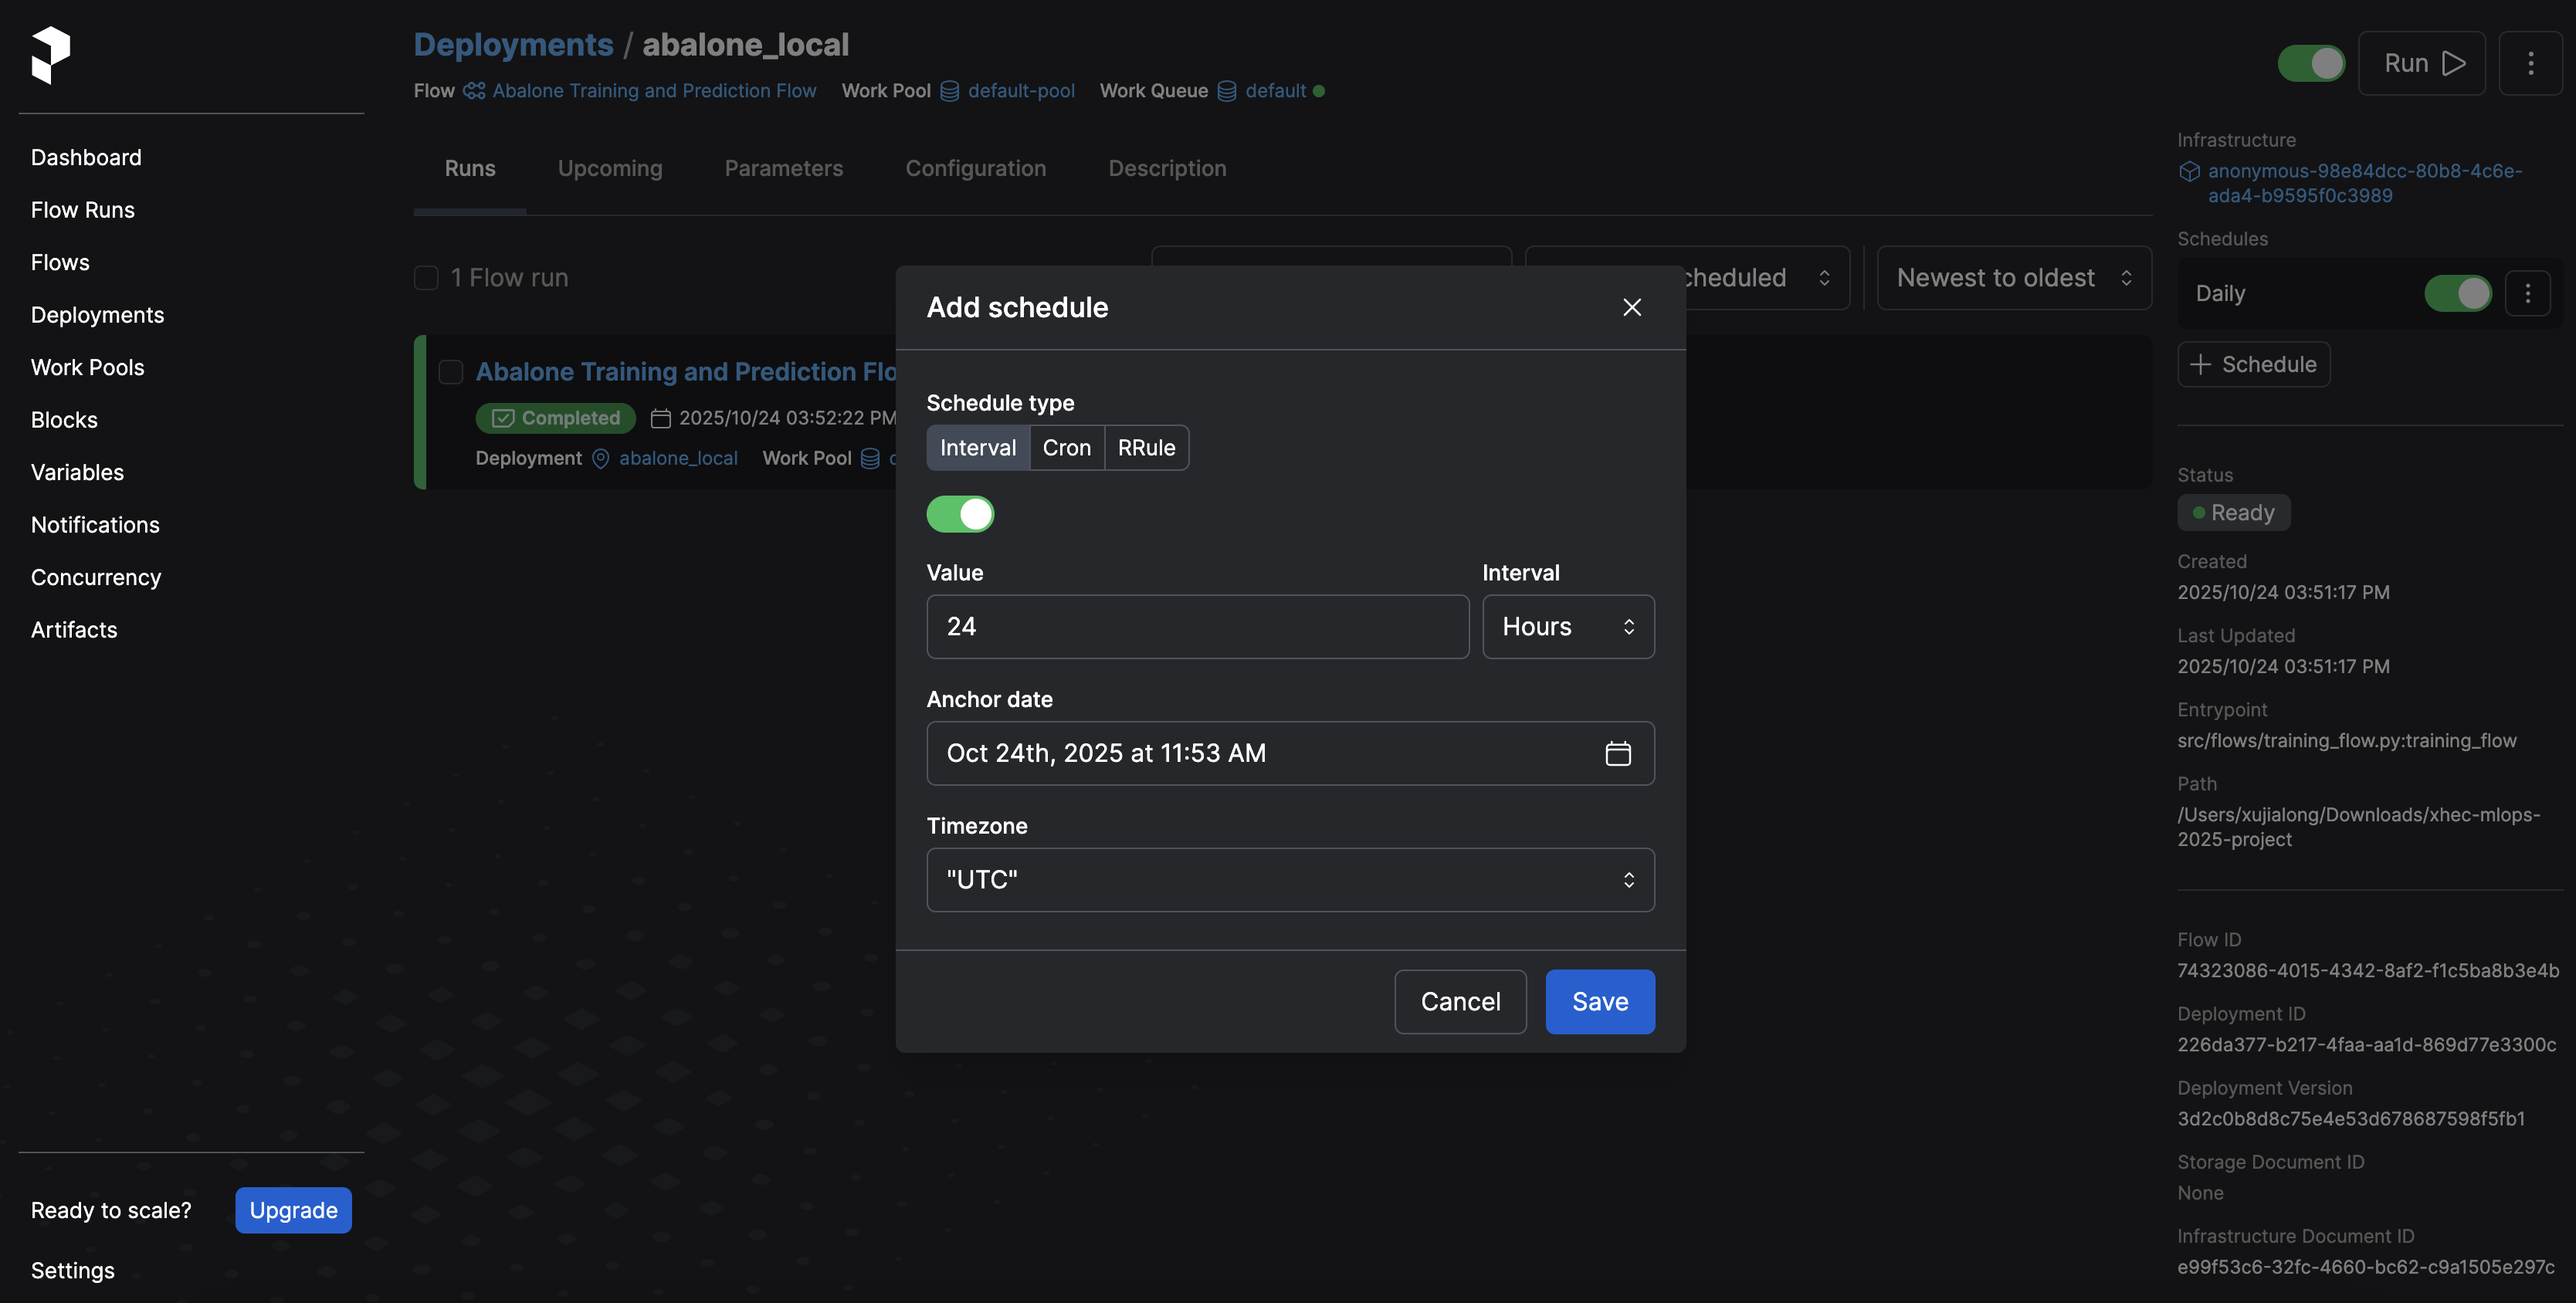 Dashboard
Flow Runs
Flows
Deployments
Work Pools
Blocks
Variables
Notifications
Concurrency
Artifacts
Ready to scale?
Upgrade
Settings
Deployments / abalone_local
Flow Abalone Training and Prediction Flow Work Pool default-pool Work Queue default
Run
Runs Upcoming Parameters Configuration Description
1 Flow run
Newest to oldest
Abalone Training and Prediction
Completed 2025/10/24 03:52:22 PM
Deployment abalone_local Work Pool
Add schedule
Schedule type
Interval Cron RRule
Value Interval
24 Hours
Anchor date
Oct 24th, 2025 at 11:53 AM
Timezone
"UTC"
Cancel Save
Infrastructure
anonymous-98e84dcc-80b8-4c6e-
ada4-b9595f0c3989
Schedules
Daily
Schedule
Status
Ready
Created
2025/10/24 03:51:17 PM
Last Updated
2025/10/24 03:51:17 PM
Entrypoint
src/flows/training_flow.py:training_flow
Path
/Users/xujialong/Downloads/xhec-mlops-
2025-project
Flow ID
74323086-4015-4342-8af2-f1c5ba8b3e4b
Deployment ID
226da377-b217-4faa-aa1d-869d77e3300c
Deployment Version
3d2c0b8d8c75e4e53d678687598f5fb1
Storage Document ID
None
Infrastructure Document ID
e99f53c6-32fc-4660-bc62-c9a1505e297c